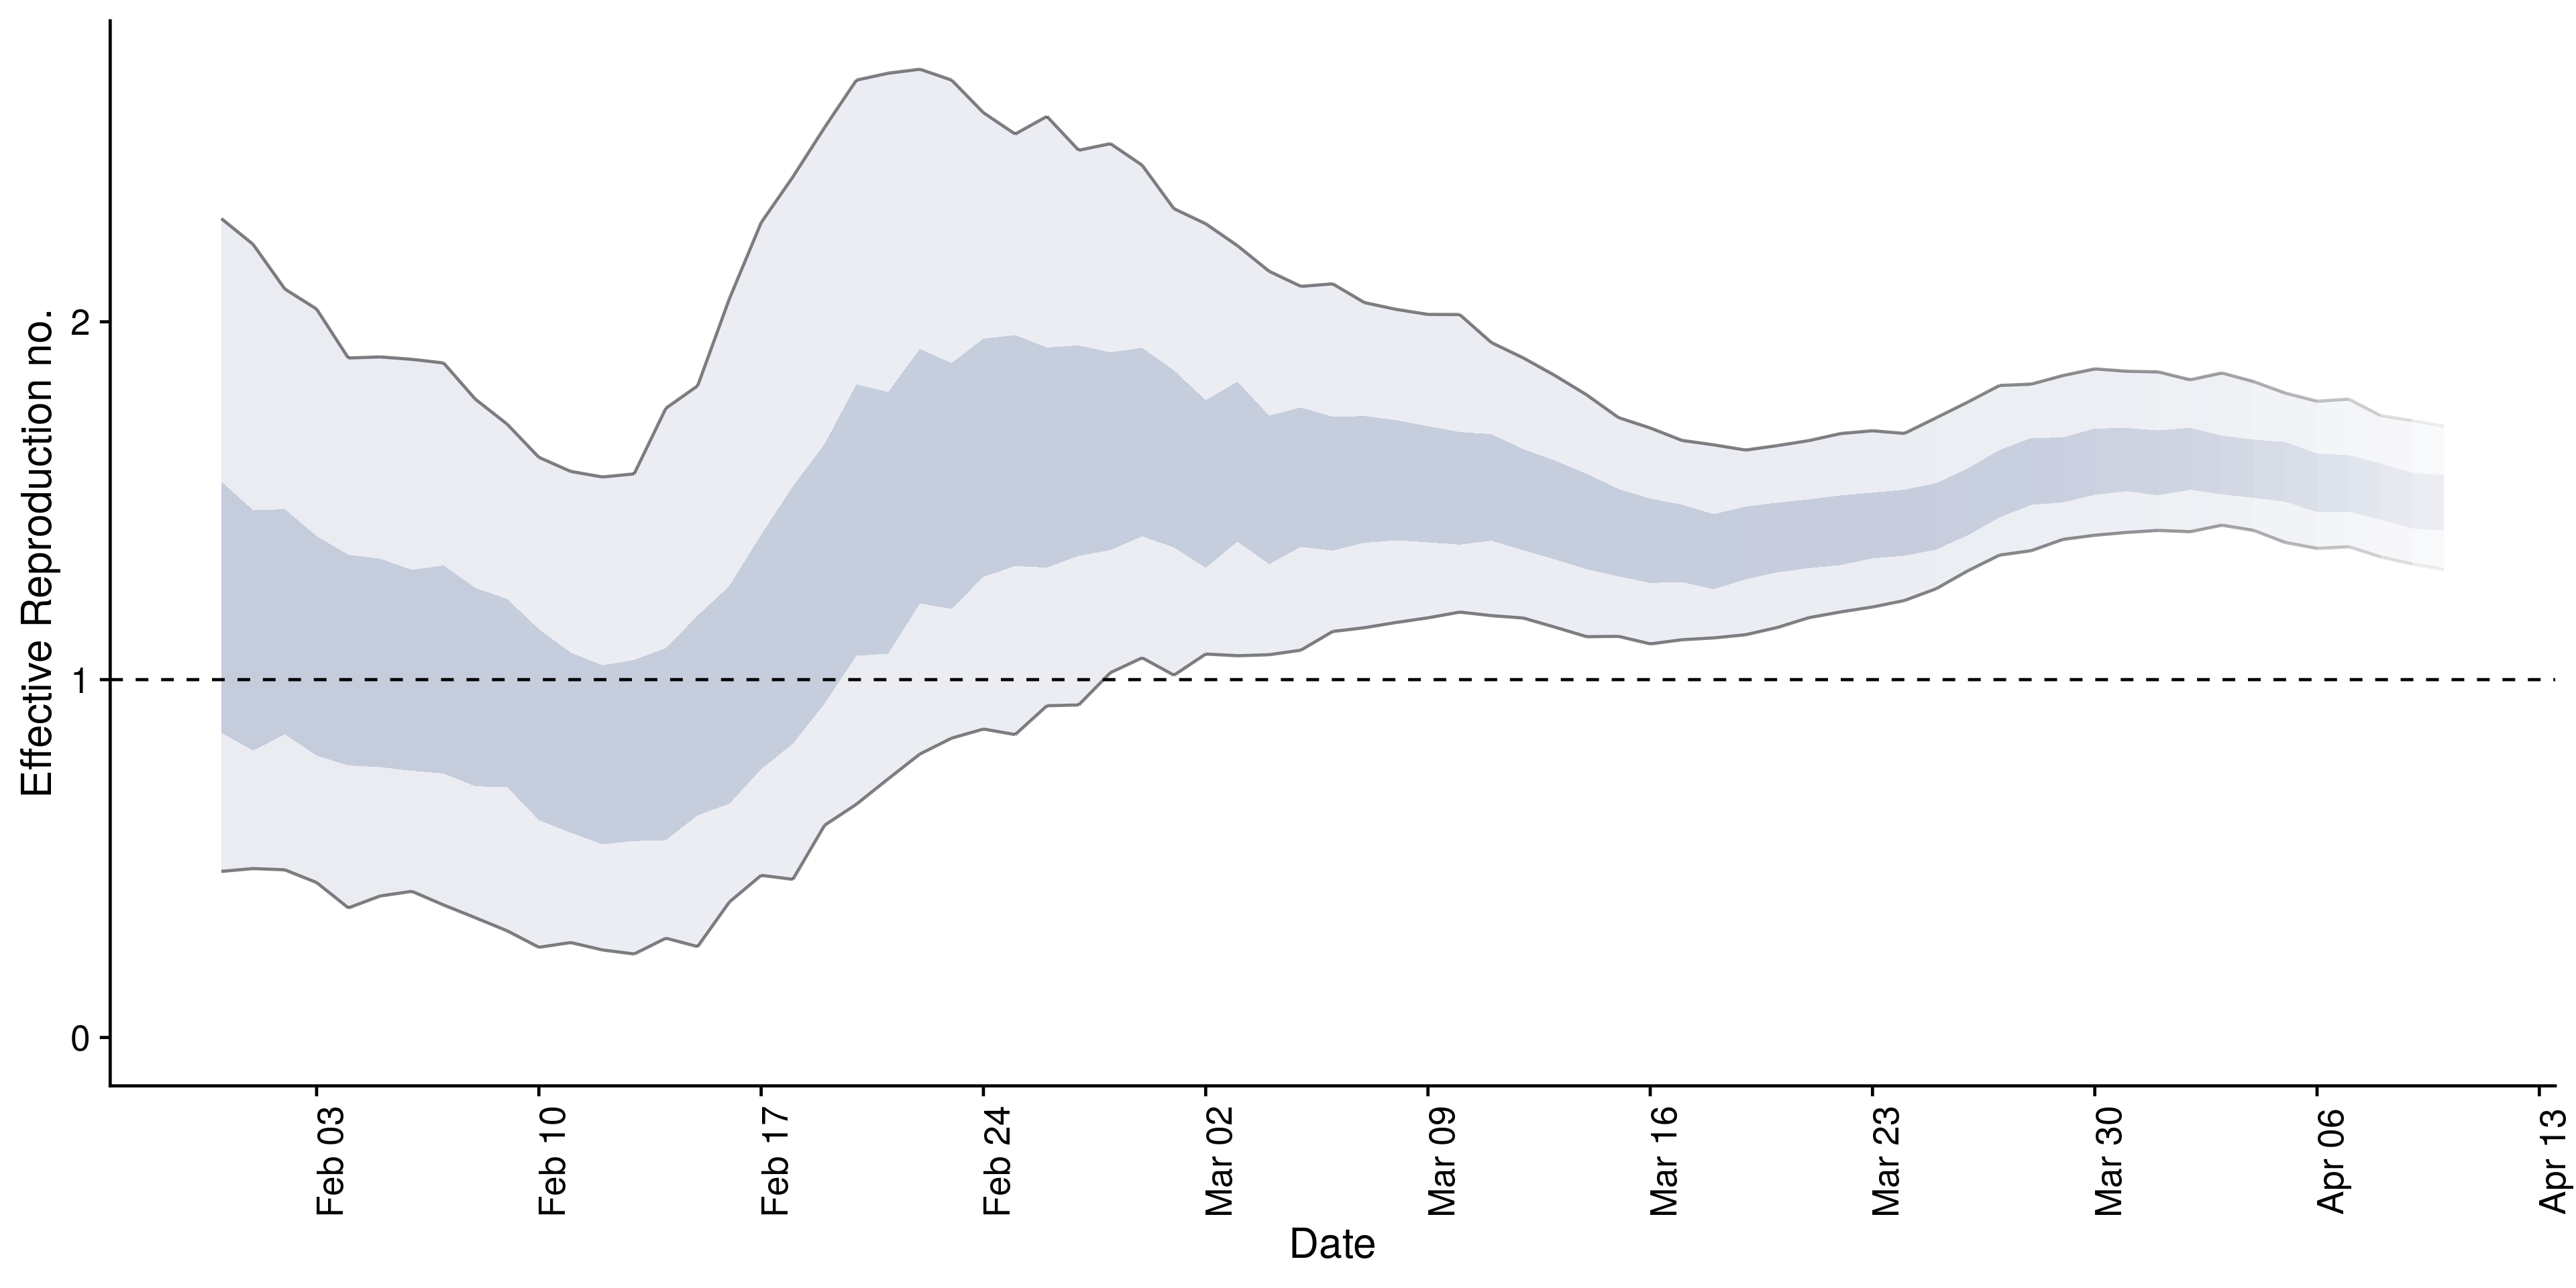 Effective Reproduction no.
2
1
0
Feb 03
Feb 10
Feb 17
Feb 24
Mar 02
Mar 09
Mar 16
Mar 23
Mar 30
Apr 06
Apr 13
Date